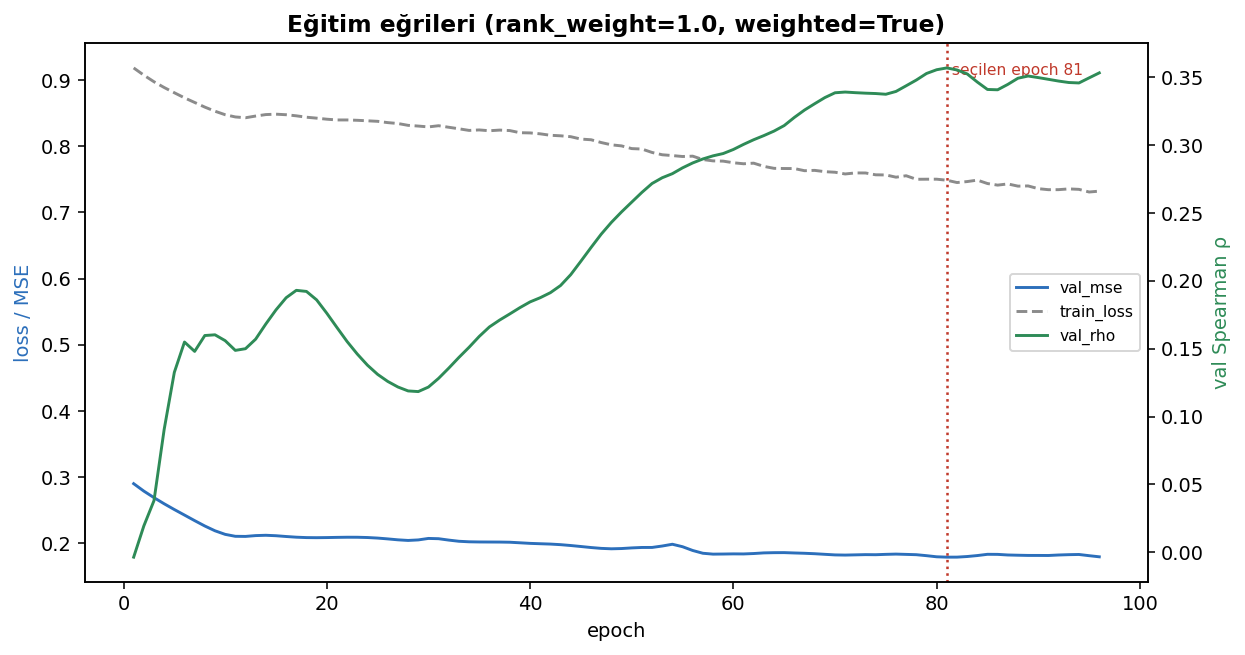 Eğitim eğrileri (rank_weight=1.0, weighted=True)
seçilen epoch 81
loss / MSE
0.9
0.8
0.7
0.6
0.5
0.4
0.3
0.2
val_mse
train_loss
val_rho
0.35
0.30
0.25
0.20
0.15
0.10
0.05
0.00
val Spearman ρ
0
20
40
60
80
100
epoch